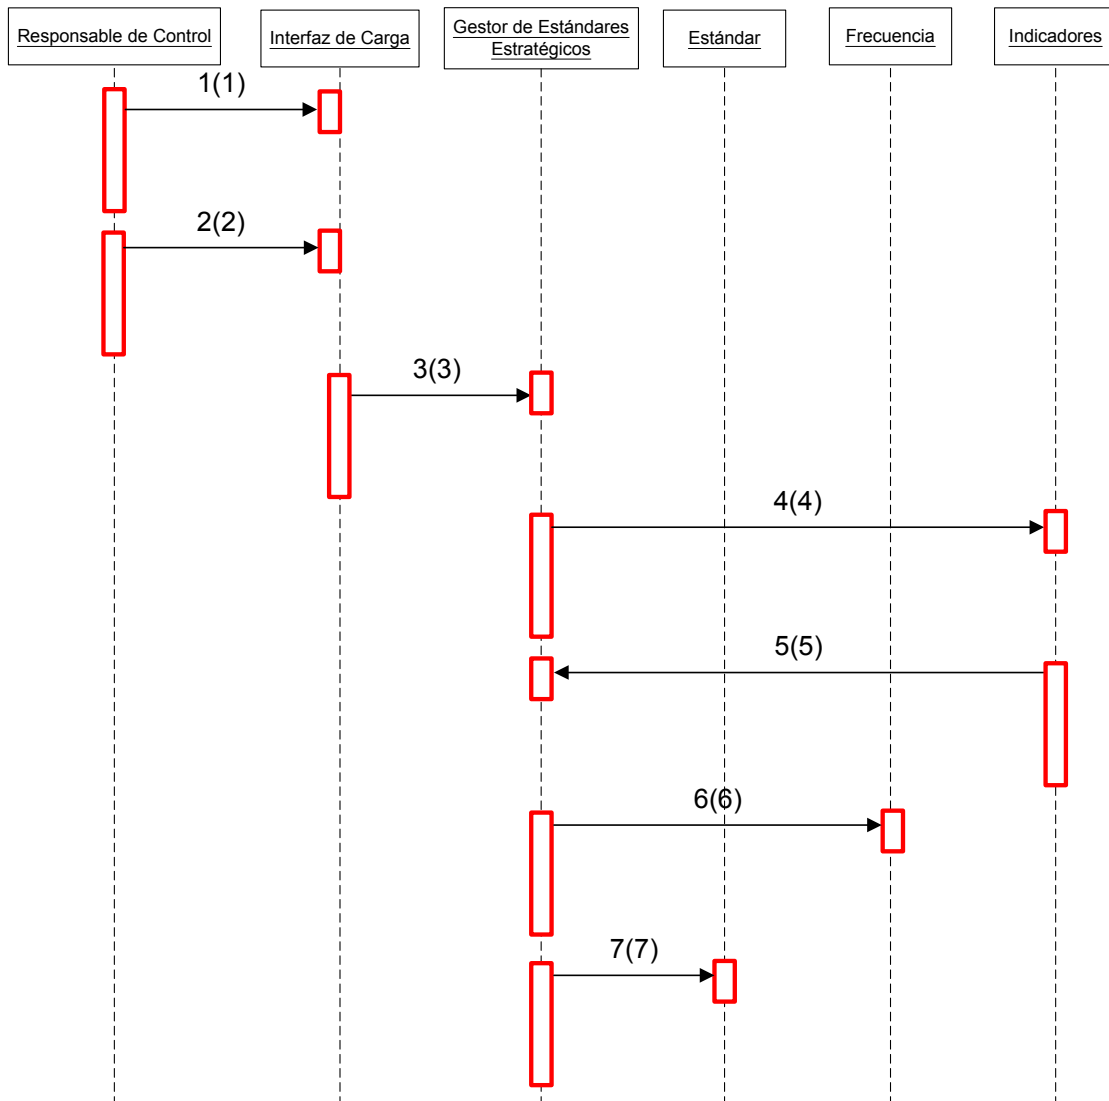 Responsable de Control
Interfaz de Carga
Gestor de Estándares
Estratégicos
Estándar
Frecuencia
Indicadores
1(1)
2(2)
3(3)
4(4)
5(5)
6(6)
7(7)